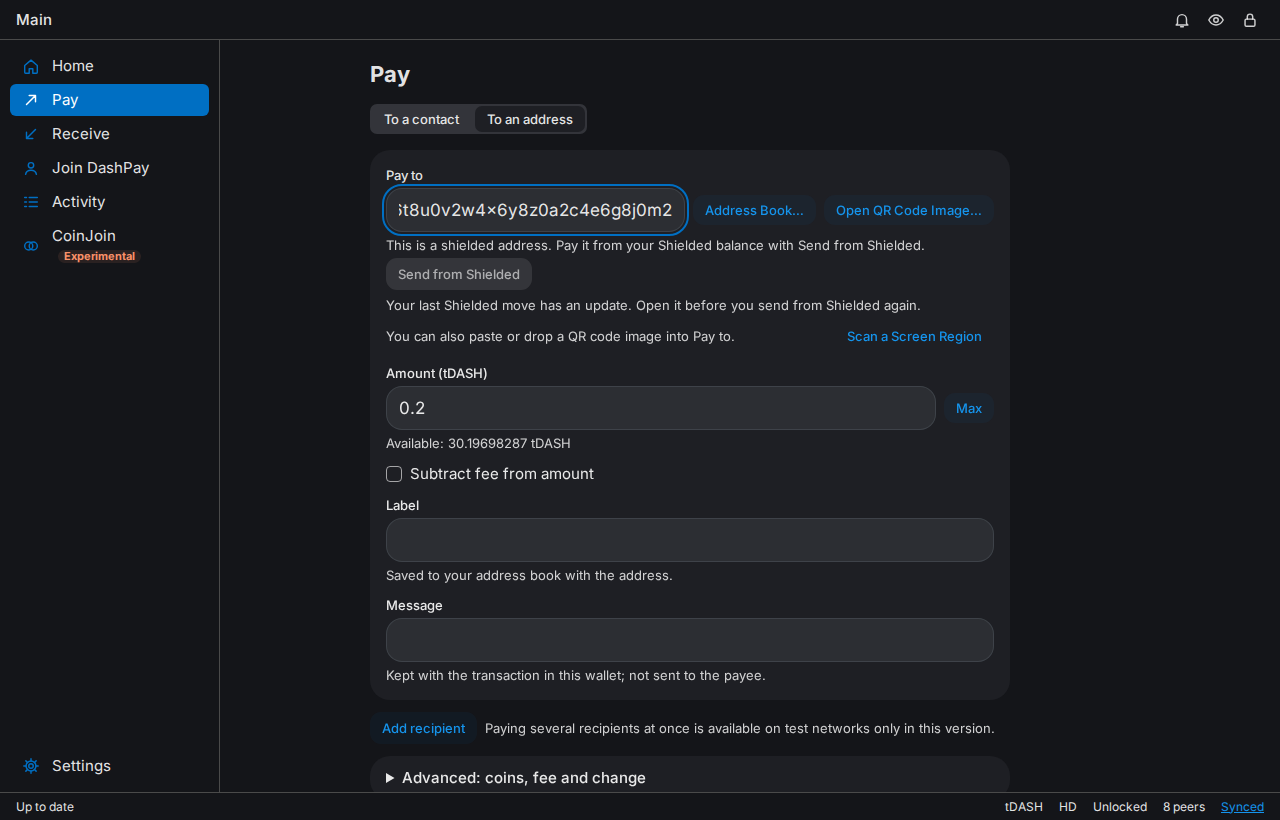 Main
Home
Pay
Receive
Join DashPay
Activity
CoinJoin
Experimental
Settings
Pay
To a contact
To an address
Pay to
t8u0v2w4×6y8z0a2c4e6g8j0m2
Address Book...
Open QR Code Image...
This is a shielded address. Pay it from your Shielded balance with Send from Shielded.
Send from Shielded
Your last Shielded move has an update. Open it before you send from Shielded again.
You can also paste or drop a QR code image into Pay to.
Scan a Screen Region
Amount (tDASH)
0.2
Max
Available: 30.19698287 tDASH
Subtract fee from amount
Label
Saved to your address book with the address.
Message
Kept with the transaction in this wallet; not sent to the payee.
Add recipient
Paying several recipients at once is available on test networks only in this version.
Advanced: coins, fee and change
Up to date
tDASH
HD
Unlocked
8 peers
Synced